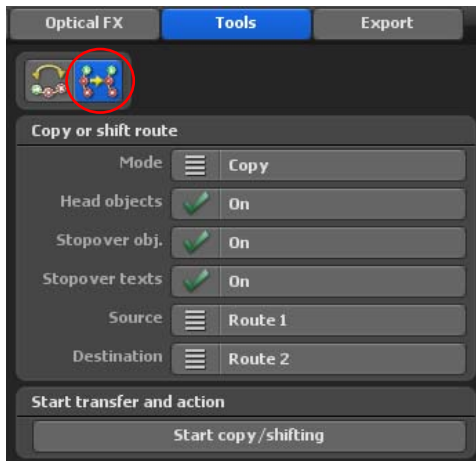 Optical FX Tools Export
Copy or shift route
Mode Copy
Head objects On
Stopover obj. On
Stopover texts On
Source Route 1
Destination Route 2
Start transfer and action
Start copy/shifting